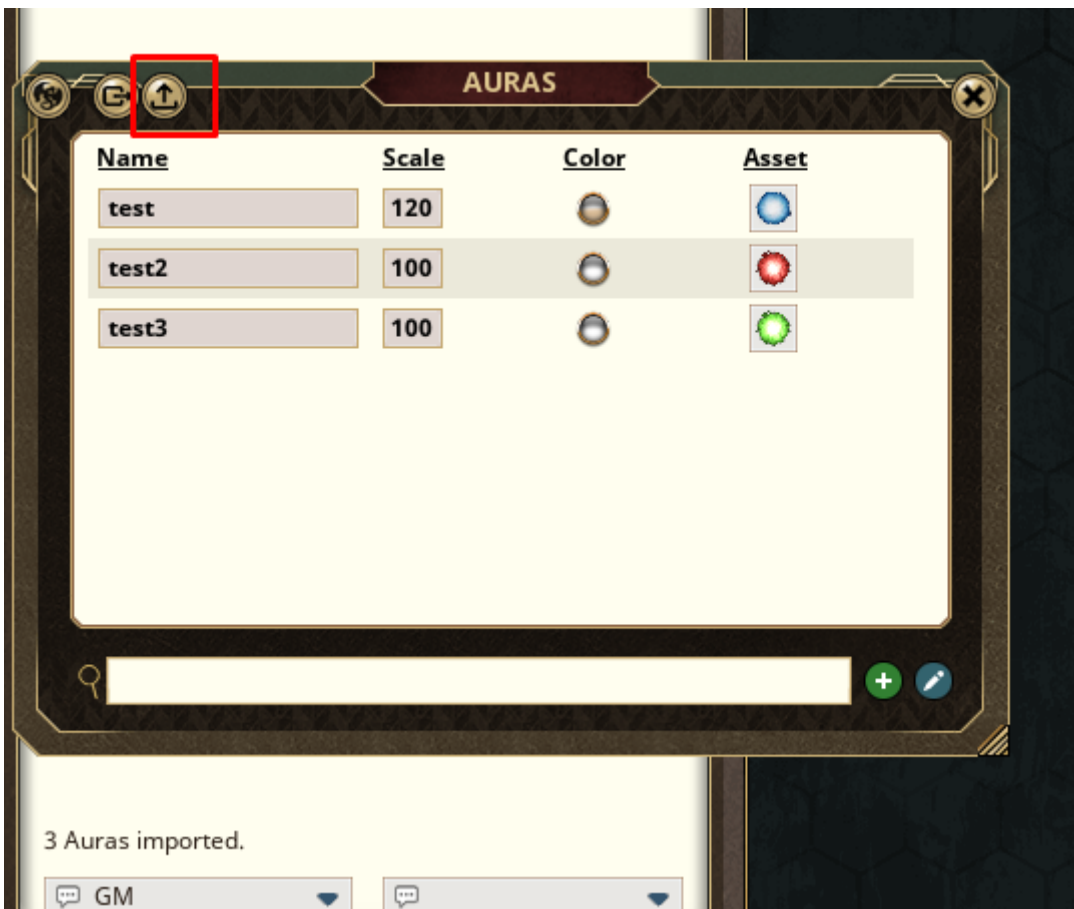 AURAS
Name Scale Color Asset
test 120
test2 100
test3 100
3 Auras imported.
GM